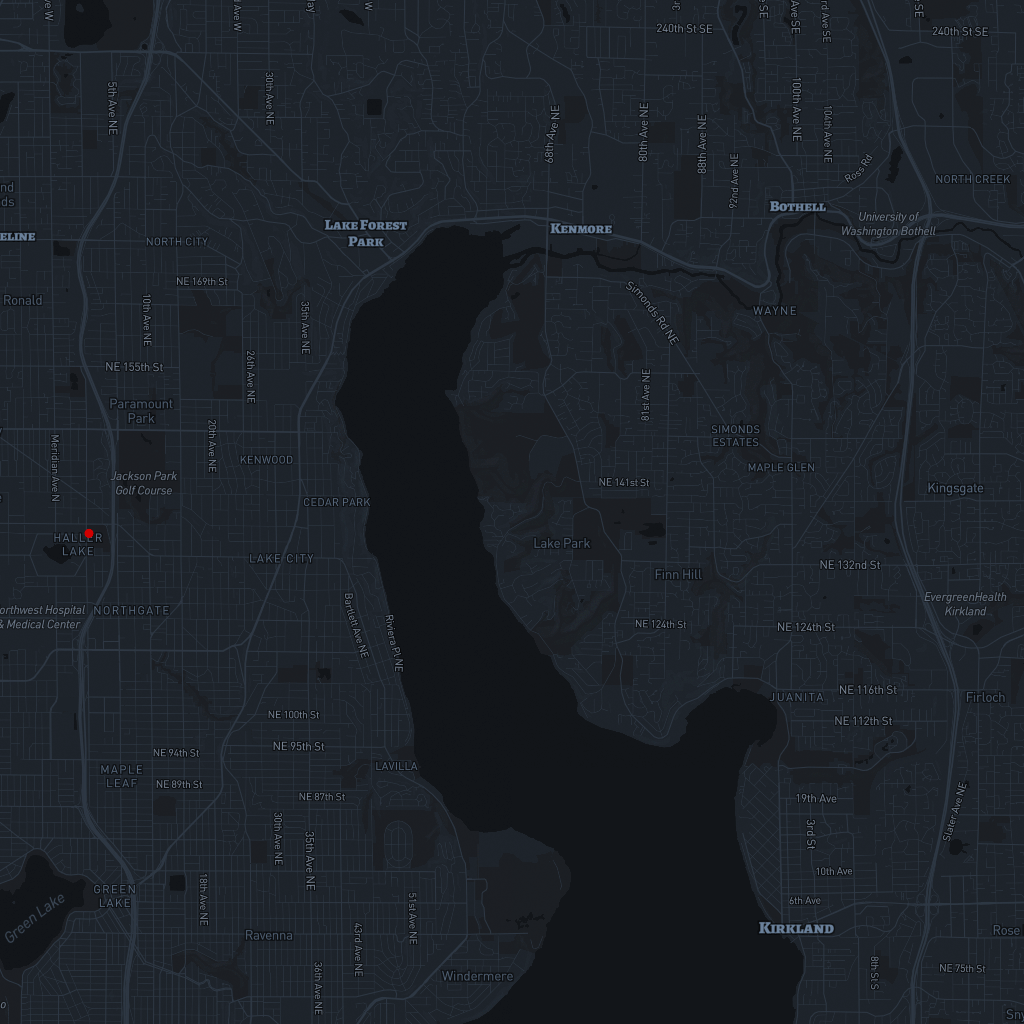 240th St SE
240th St SE
5th Ave NE
30th Ave NE
68th Ave NE
80th Ave NE
88th Ave NE
92nd Ave NE
100th Ave NE
104th Ave NE
Ross Rd
NORTH CREEK
BOTHELL
University of
Washington Bothell
LAKE FOREST
PARK
KENMORE
ELINE
NORTH CITY
NE 169th St
Ronald
10th Ave NE
35th Ave NE
Simonds Rd NE
WAYNE
NE 155th St
26th Ave NE
81st Ave NE
Paramount
Park
20th Ave NE
Meridian Ave N
SIMONDS
ESTATES
KENWOOD
MAPLE GLEN
Jackson Park
Golf Course
NE 141st St
Kingsgate
CEDAR PARK
HALLER
LAKE
Lake Park
LAKE CITY
NE 132nd St
Finn Hill
EvergreenHealth
Kirkland
orthwest Hospital
& Medical Center
NORTHGATE
Bartlett Ave NE
Riviera Pl NE
NE 124th St
NE 124th St
JUANITA
NE 116th St
Firloch
NE 100th St
NE 112th St
NE 95th St
NE 94th St
MAPLE
LEAF
LAVILLA
NE 89th St
NE 87th St
19th Ave
Slater Ave NE
3rd St
30th Ave NE
35th Ave NE
10th Ave
GREEN
LAKE
18th Ave NE
51st Ave NE
6th Ave
Green Lake
Ravenna
43rd Ave NE
KIRKLAND
Rose
Windermere
36th Ave NE
8th St S
NE 75th St